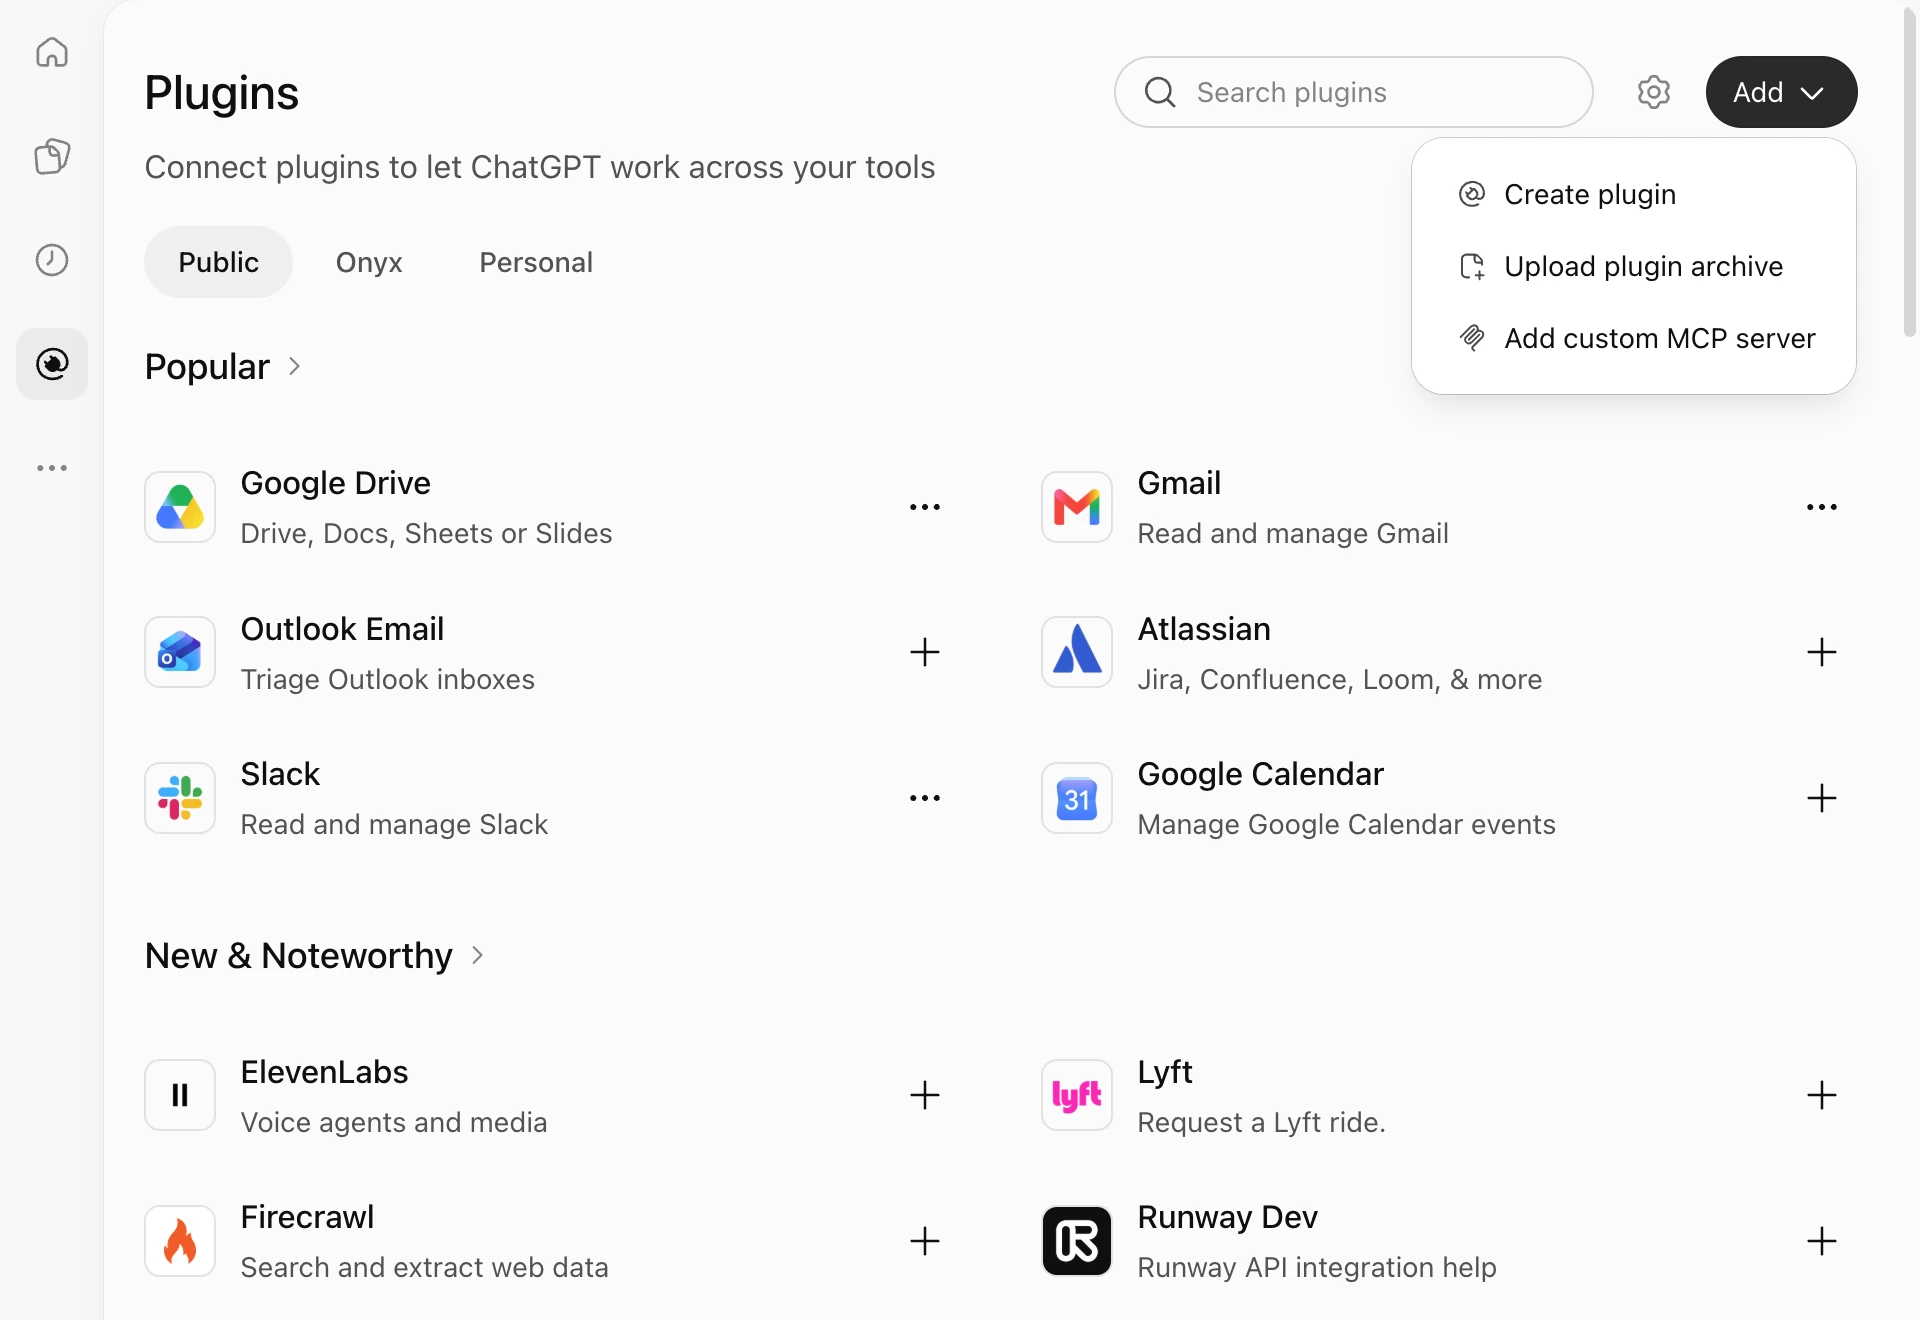 Plugins
Search plugins
Add
Connect plugins to let ChatGPT work across your tools
Create plugin
Upload plugin archive
Add custom MCP server
Public
Onyx
Personal
Popular
Google Drive
Drive, Docs, Sheets or Slides
Gmail
Read and manage Gmail
Outlook Email
Triage Outlook inboxes
Atlassian
Jira, Confluence, Loom, & more
Slack
Read and manage Slack
31
Google Calendar
Manage Google Calendar events
New & Noteworthy
ElevenLabs
Voice agents and media
lyft
Lyft
Request a Lyft ride.
Firecrawl
Search and extract web data
Runway Dev
Runway API integration help